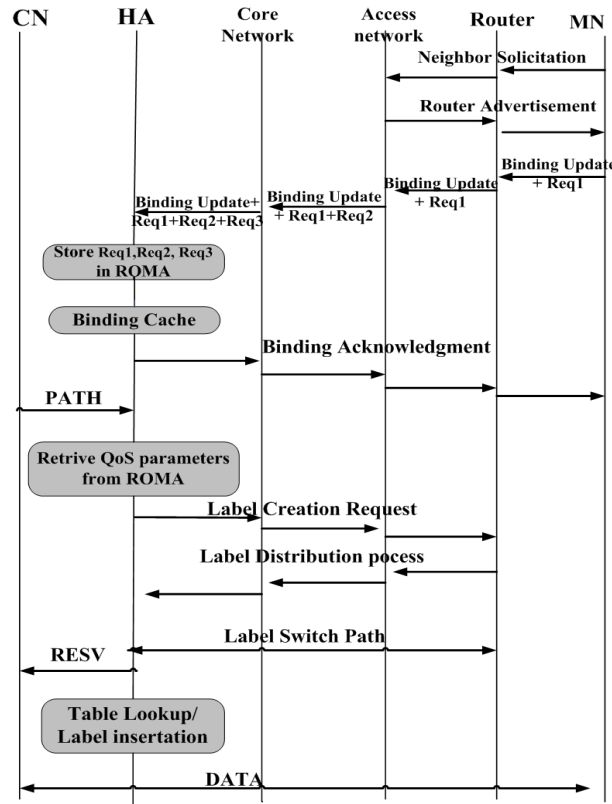 CN
HA
Core
Network
Access
network
Router
MN
Neighbor Solicitation
Router Advertisement
Binding Update
+ Req1
Binding Update
+ Req1
Binding Update
+ Req1+Req2
Binding Update+
Req1+Req2+Req3
Store Req1,Req2, Req3
in ROMA
Binding Cache
Binding Acknowledgment
PATH
Retrive QoS parameters
from ROMA
Label Creation Request
Label Distribution pocess
Label Switch Path
RESV
Table Lookup/
Label insertation
DATA